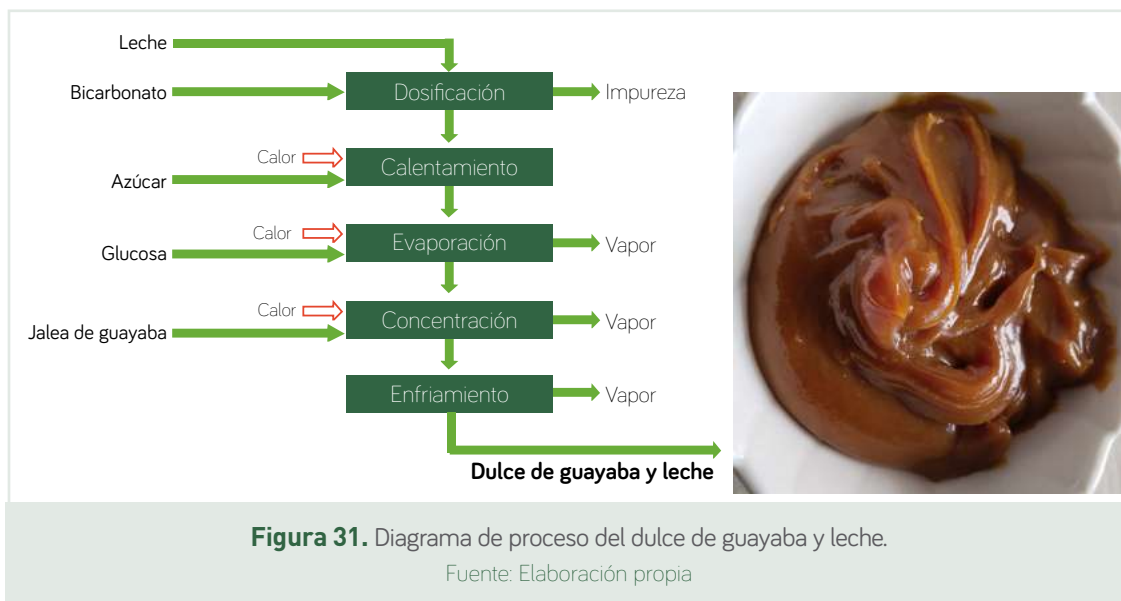 Leche
Bicarbonato
Dosificación
Impureza
Calor
Azúcar
Calentamiento
Calor
Glucosa
Evaporación
Vapor
Calor
Jalea de guayaba
Concentración
Vapor
Enfriamiento
Vapor
Dulce de guayaba y leche
Figura 31. Diagrama de proceso del dulce de guayaba y leche.
Fuente: Elaboración propia